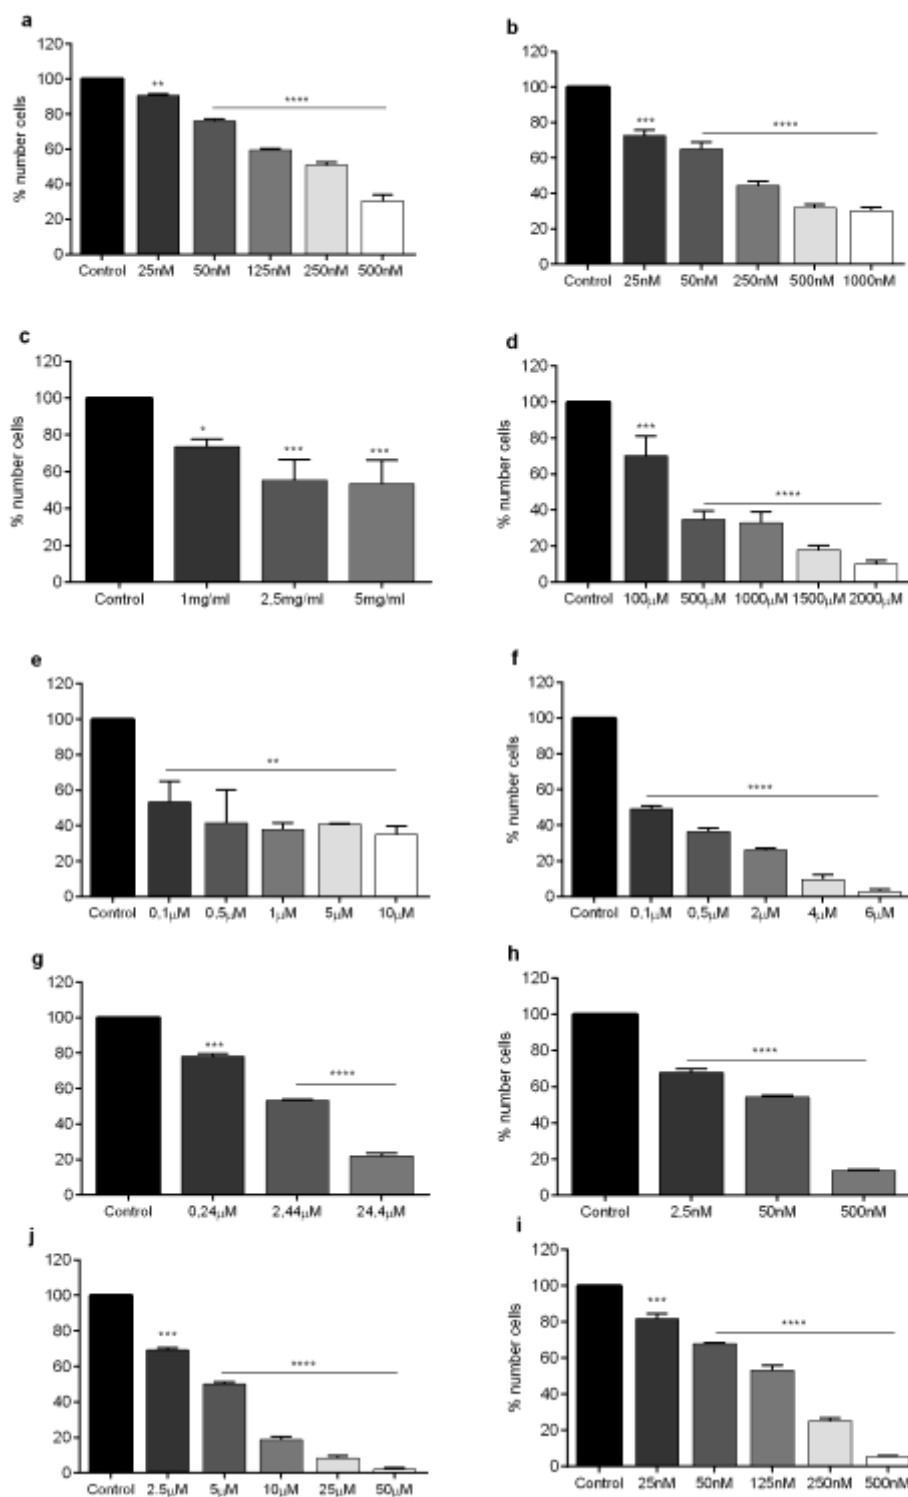 a
% number cells
120
100
80
60
40
20
0
**
****
Control 25nM 50nM 125nM 250nM 500nM
b
% number cells
120
100
80
60
40
20
0
***
****
Control 25nM 50nM 250nM 500nM 1000nM
c
% number cells
120
100
80
60
40
20
0
*
***
***
Control 1mg/ml 2,5mg/ml 5mg/ml
d
% number cells
120
100
80
60
40
20
0
***
****
Control 100μM 500μM 1000μM 1500μM 2000μM
e
% number cells
120
100
80
60
40
20
0
**
Control 0,1μM 0,5μM 1μM 5μM 10μM
f
% number cells
120
100
80
60
40
20
0
****
Control 0,1μM 0,5μM 2μM 4μM 6μM
g
% number cells
120
100
80
60
40
20
0
***
****
Control 0,24μM 2,44μM 24,4μM
h
% number cells
120
100
80
60
40
20
0
****
Control 2.5nM 50nM 500nM
j
% number cells
120
100
80
60
40
20
0
***
****
Control 2.5μM 5μM 10μM 25μM 50μM
i
% number cells
120
100
80
60
40
20
0
***
****
Control 25nM 50nM 125nM 250nM 500nM